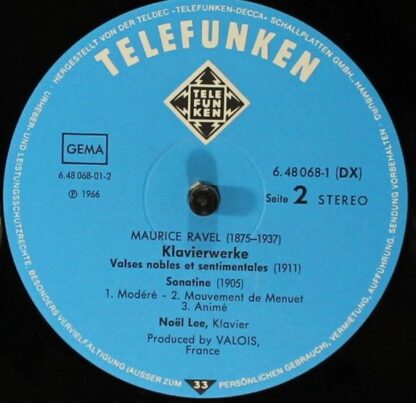 HERGESTELLT VON DER TELDEC »TELEFUNKEN-DECCA« SCHALLPLATTEN GMBH., HAMBURG
URHEBER- UND LEISTUNGSSCHUTZRECHTE, BESONDERS VERVIELFÄLTIGUNG (AUSSER ZUM PERSÖNLICHEN GEBRAUCH), VERMIETUNG, AUFFÜHRUNG, SENDUNG VORBEHALTEN
TELEFUNKEN
TELE
FUN
KEN
GEMA
6.48 068-01-2
℗ 1966
6.48 068-1 (DX)
Seite 2 STEREO
MAURICE RAVEL (1875–1937)
Klavierwerke
Valses nobles et sentimentales (1911)
Sonatine (1905)
1. Modéré - 2. Mouvement de Menuet
3. Animé
Noël Lee, Klavier
Produced by VALOIS,
France
33